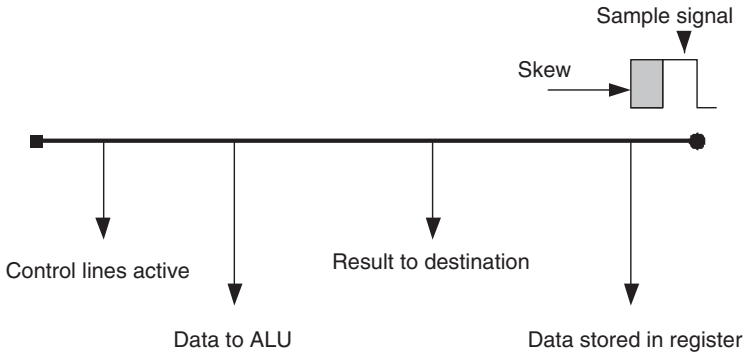 Sample signal
Skew
Control lines active
Result to destination
Data to ALU
Data stored in register